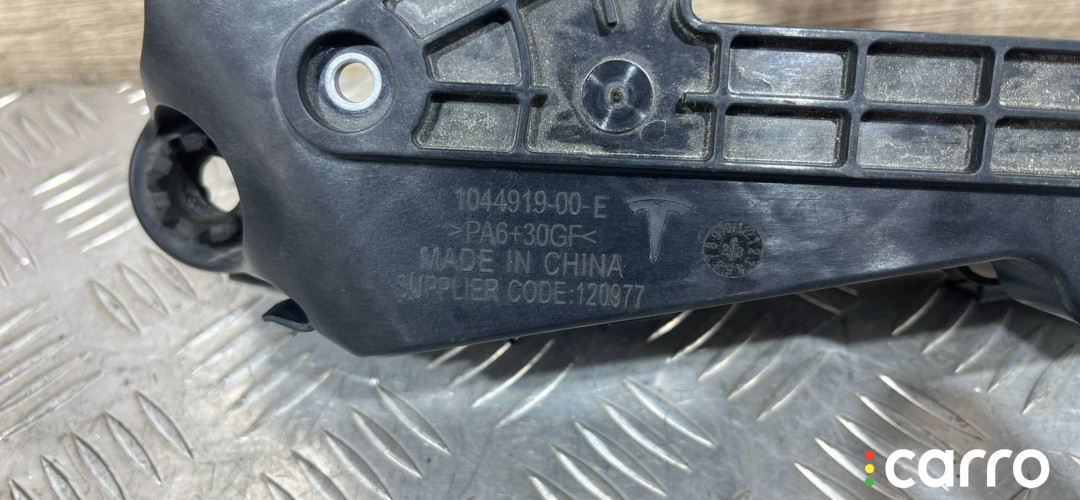 1044919-00-E
>PA6+30GF<
MADE IN CHINA
SUPPLIER CODE:120977
carro